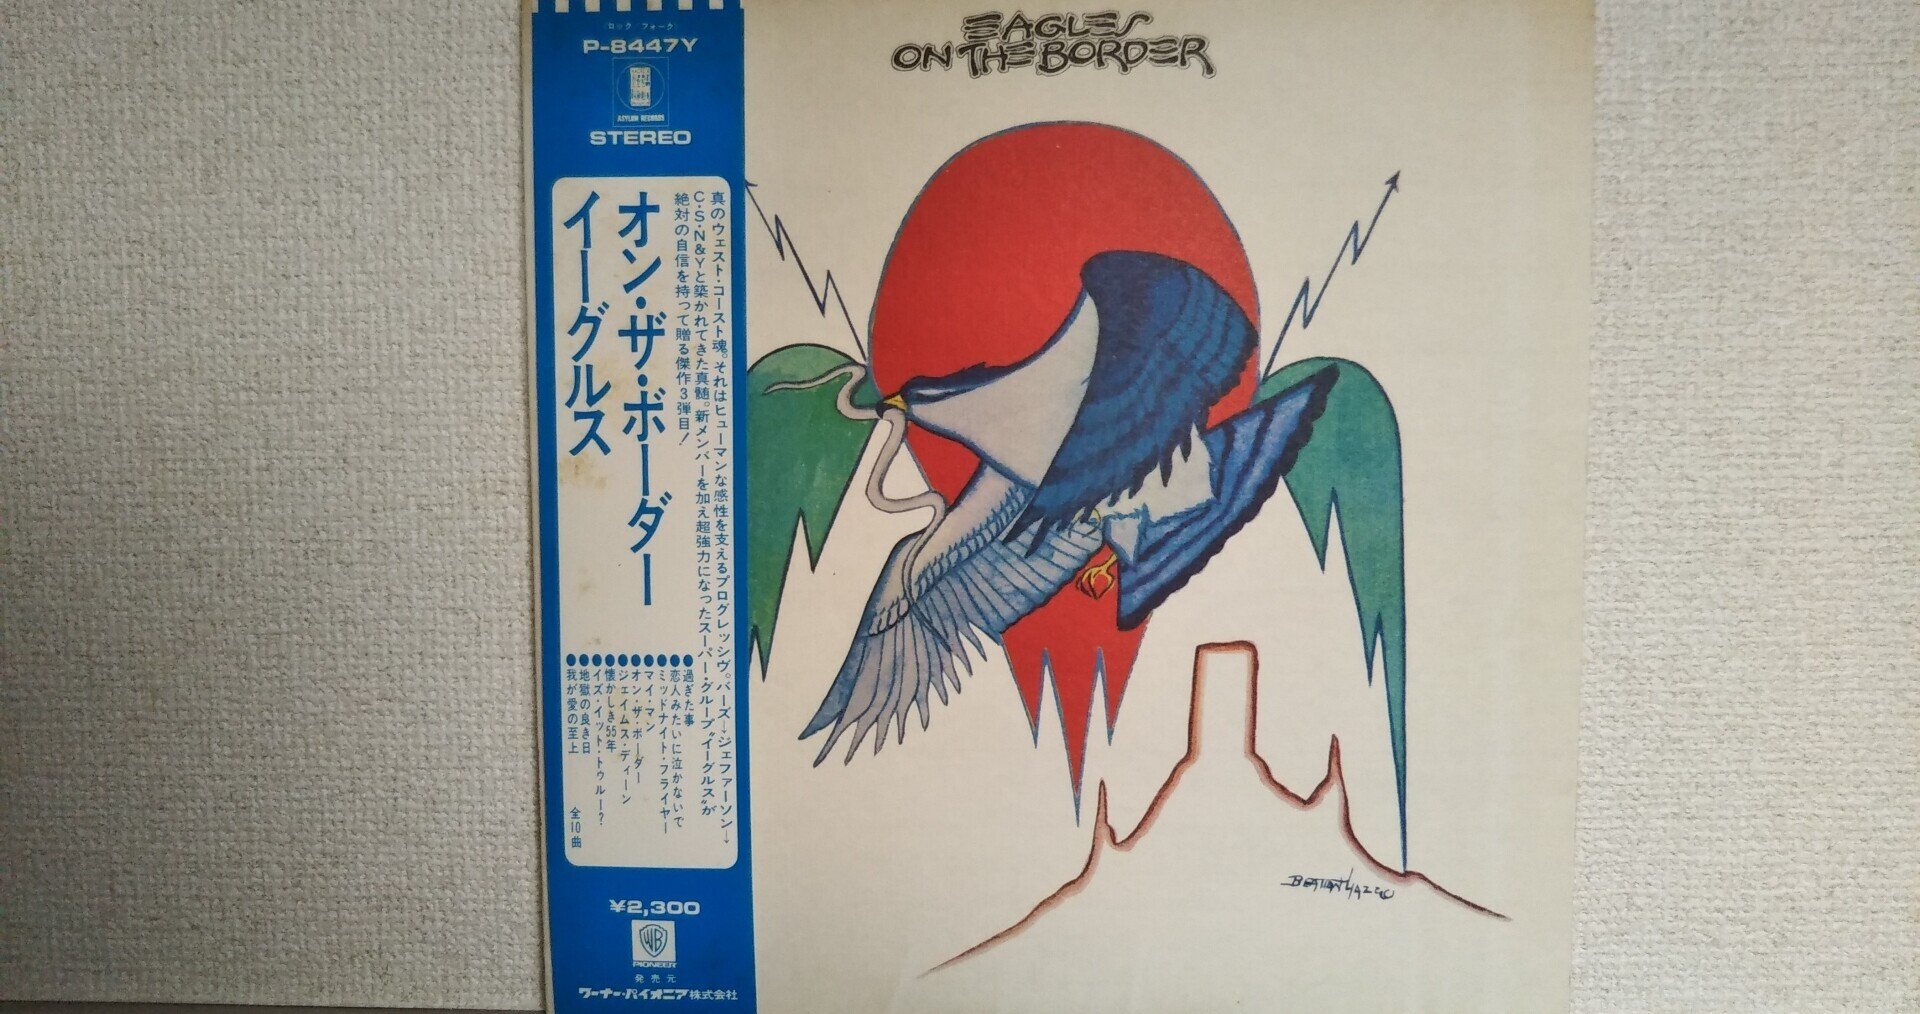 ロック/フォーク
P-8447Y
ASYLUM RECORDS
STEREO
真のウェスト・コースト魂。それはヒューマンな感性を支えるプログレッシヴ。バーズ→ジェファーソン→
C・S・N&Yと築かれてきた真髄。新メンバーを加え超強力になったスーパー・グループ“イーグルス”が
絶対の自信を持って贈る傑作3弾目!
オン・ザ・ボーダー
イーグルス
●過ぎた事
●恋人みたいに泣かないで
●ミッドナイト・フライヤー
●マイ・マン
●オン・ザ・ボーダー
●ジェイムス・ディーン
●懐かしき55年
●イズ・イット・トゥルー?
●地獄の良き日
●我が愛の至上
全10曲
¥2,300
WB
PIONEER
発売元
ワーナー・パイオニア株式会社
EAGLES
ON THE BORDER